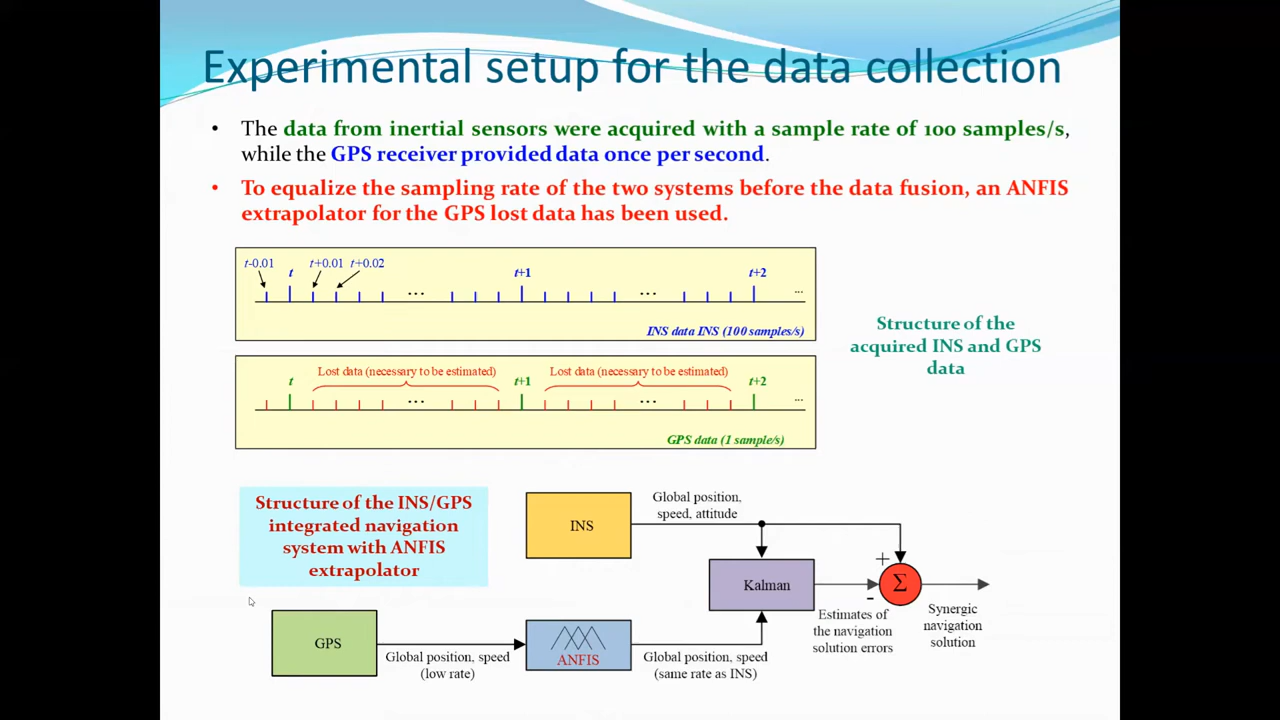 Experimental setup for the data collection
• The data from inertial sensors were acquired with a sample rate of 100 samples/s,
while the GPS receiver provided data once per second.
• To equalize the sampling rate of the two systems before the data fusion, an ANFIS
extrapolator for the GPS lost data has been used.
t-0.01 t t+0.01 t+0.02 t+1 t+2
... ... ...
INS data INS (100 samples/s)
Structure of the
acquired INS and GPS
data
t Lost data (necessary to be estimated) t+1 Lost data (necessary to be estimated) t+2
... ... ...
GPS data (1 sample/s)
Structure of the INS/GPS
integrated navigation
system with ANFIS
extrapolator
INS
Global position,
speed, attitude
Kalman
+
-
Σ
Estimates of
the navigation
solution errors
Synergic
navigation
solution
GPS
Global position, speed
(low rate)
ANFIS
Global position, speed
(same rate as INS)